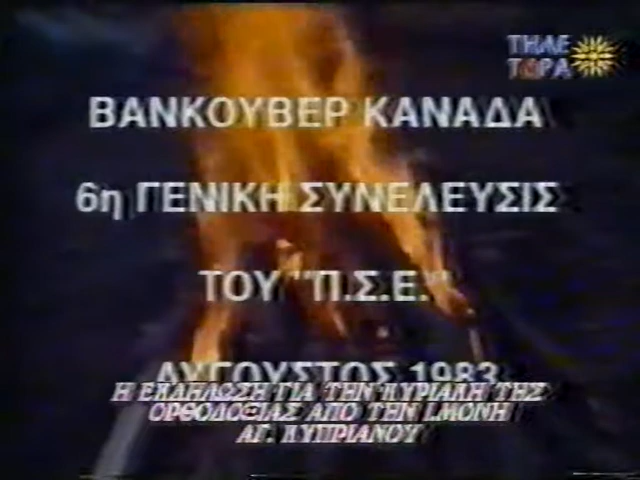 ΤΗΛΕ
ΤΩΡΑ
ΒΑΝΚΟΥΒΕΡ ΚΑΝΑΔΑ
6η ΓΕΝΙΚΗ ΣΥΝΕΛΕΥΣΙΣ
ΤΟΥ "Π.Σ.Ε."
ΑΥΓΟΥΣΤΟΣ 1983
Η ΕΚΔΗΛΩΣΗ ΓΙΑ ΤΗΝ ΚΥΡΙΑΚΗ ΤΗΣ
ΟΡΘΟΔΟΞΙΑΣ ΑΠΟ ΤΗΝ Ι.ΜΟΝΗ
ΑΓ. ΚΥΠΡΙΑΝΟΥ